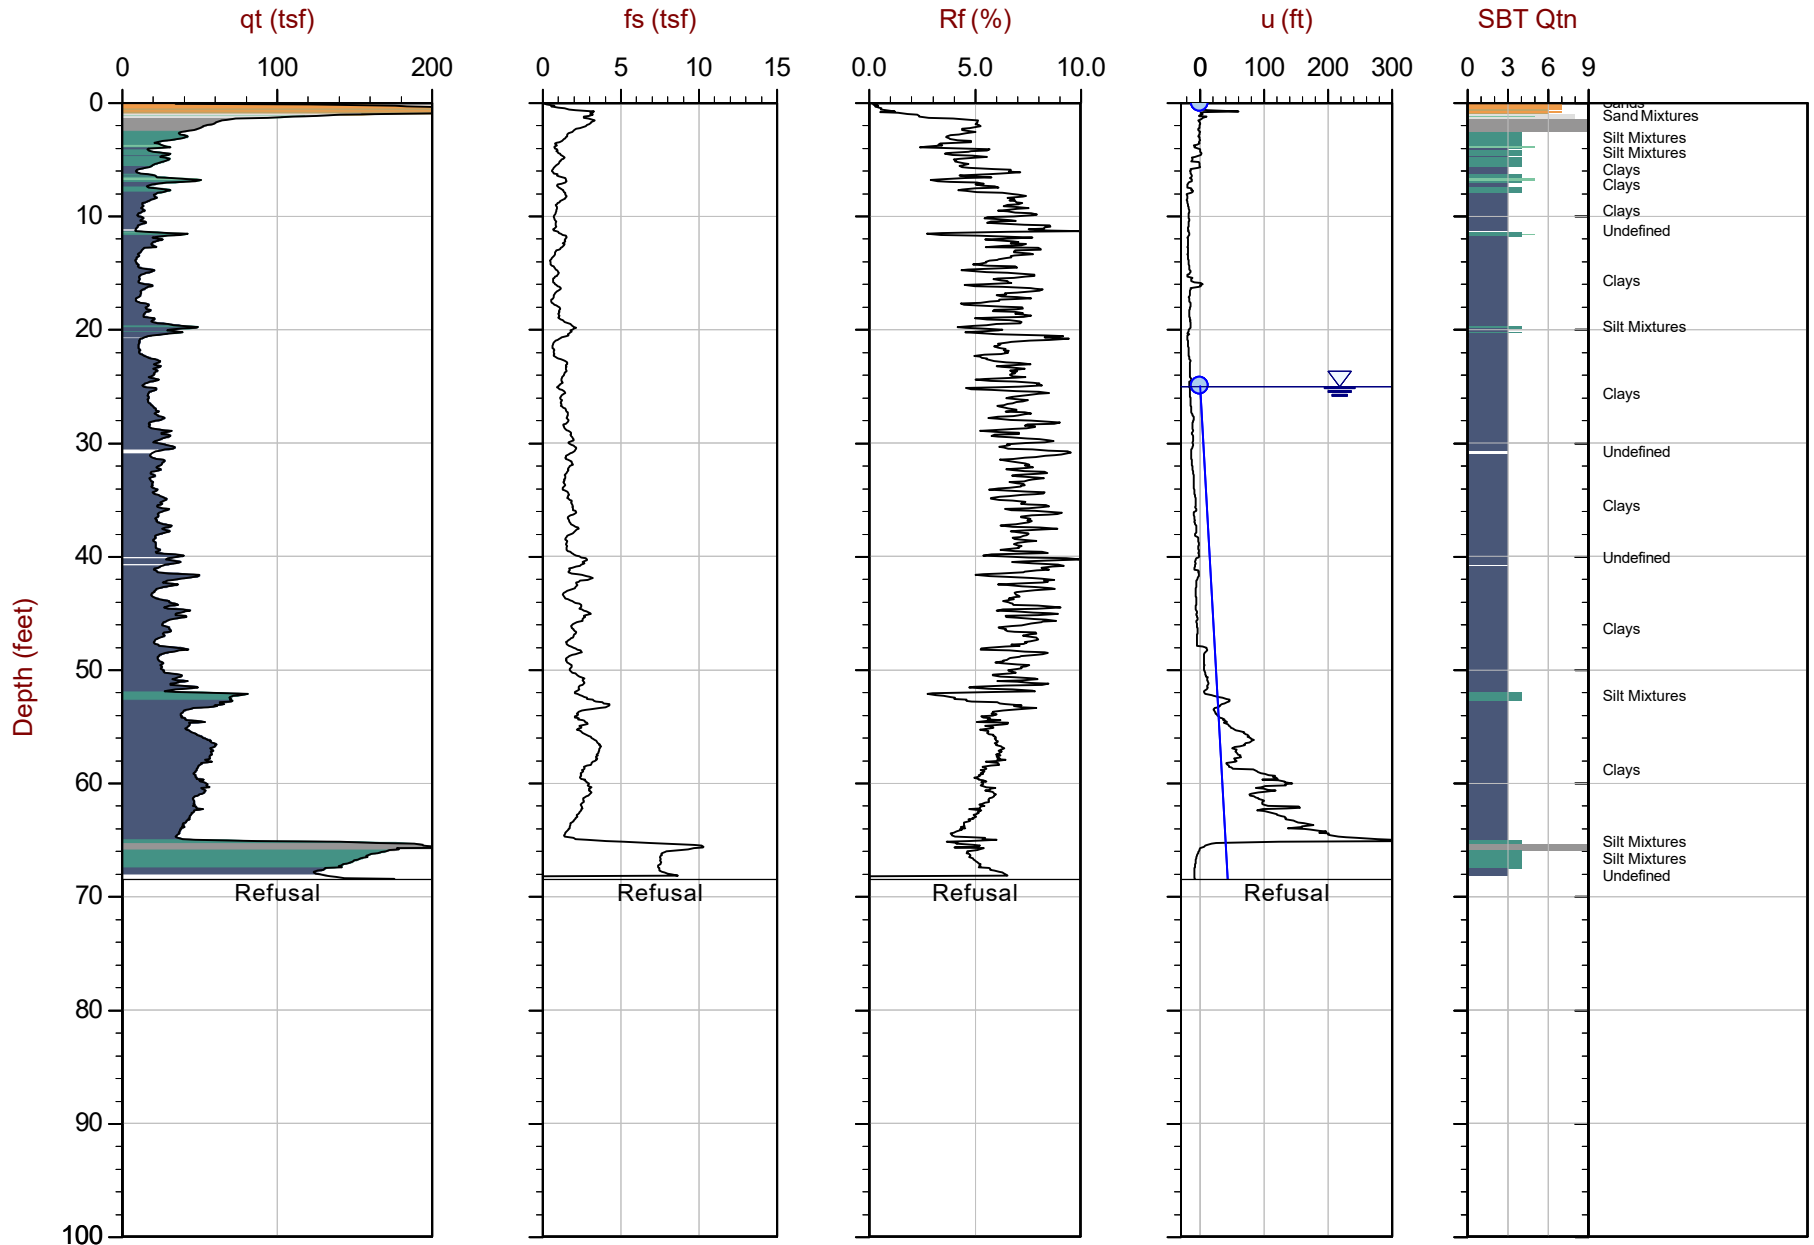 qt (tsf) fs (tsf) Rf (%) u (ft) SBT Qtn
0 100 200 0 5 10 15 0.0 5.0 10.0 0 100 200 300 0 3 6 9
Depth (feet)
0
10
20
30
40
50
60
70
80
90
100
Sands
Sand Mixtures
Silt Mixtures
Silt Mixtures
Clays
Clays
Clays
Undefined
Clays
Silt Mixtures
Clays
Undefined
Clays
Undefined
Clays
Silt Mixtures
Clays
Silt Mixtures
Silt Mixtures
Undefined
Refusal Refusal Refusal Refusal